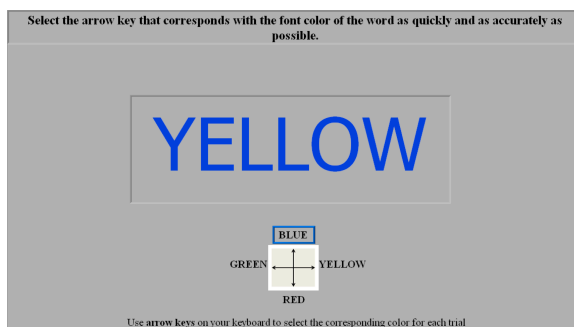 Select the arrow key that corresponds with the font color of the word as quickly and as accurately as
possible.
YELLOW
BLUE
GREEN YELLOW
RED
Use arrow keys on your keyboard to select the corresponding color for each trial